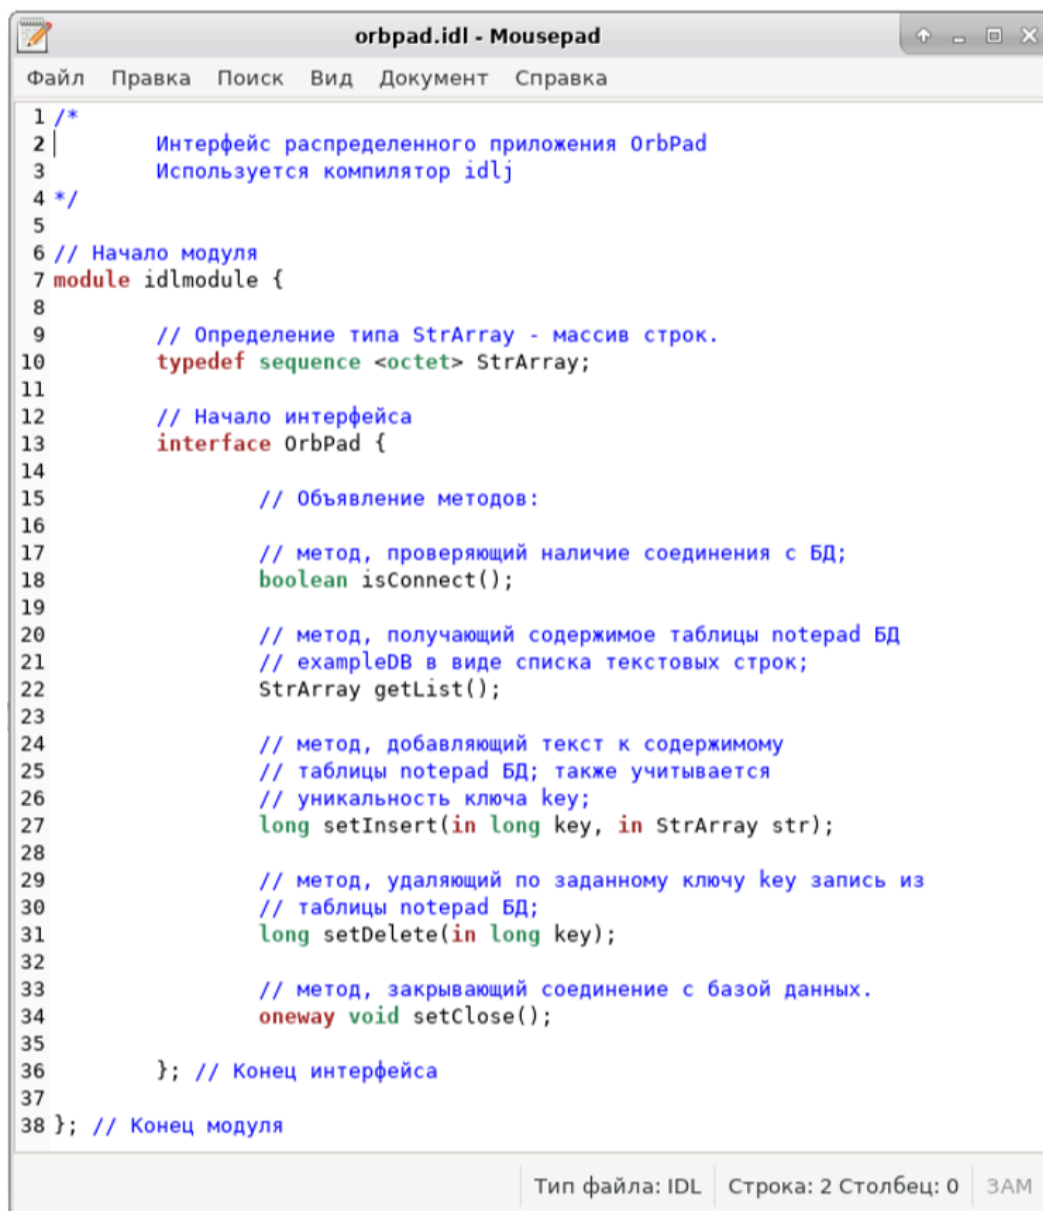 orbpad.idl - Mousepad
Файл Правка Поиск Вид Документ Справка
1 /*
2 Интерфейс распределенного приложения OrbPad
3 Используется компилятор idlj
4 */
5
6 // Начало модуля
7 module idlmodule {
8
9 // Определение типа StrArray - массив строк.
10 typedef sequence <octet> StrArray;
11
12 // Начало интерфейса
13 interface OrbPad {
14
15 // Объявление методов:
16
17 // метод, проверяющий наличие соединения с БД;
18 boolean isConnect();
19
20 // метод, получающий содержимое таблицы notepad БД
21 // exampleDB в виде списка текстовых строк;
22 StrArray getList();
23
24 // метод, добавляющий текст к содержимому
25 // таблицы notepad БД; также учитывается
26 // уникальность ключа key;
27 long setInsert(in long key, in StrArray str);
28
29 // метод, удаляющий по заданному ключу key запись из
30 // таблицы notepad БД;
31 long setDelete(in long key);
32
33 // метод, закрывающий соединение с базой данных.
34 oneway void setClose();
35
36 }; // Конец интерфейса
37
38 }; // Конец модуля
Тип файла: IDL Строка: 2 Столбец: 0 ЗАМ